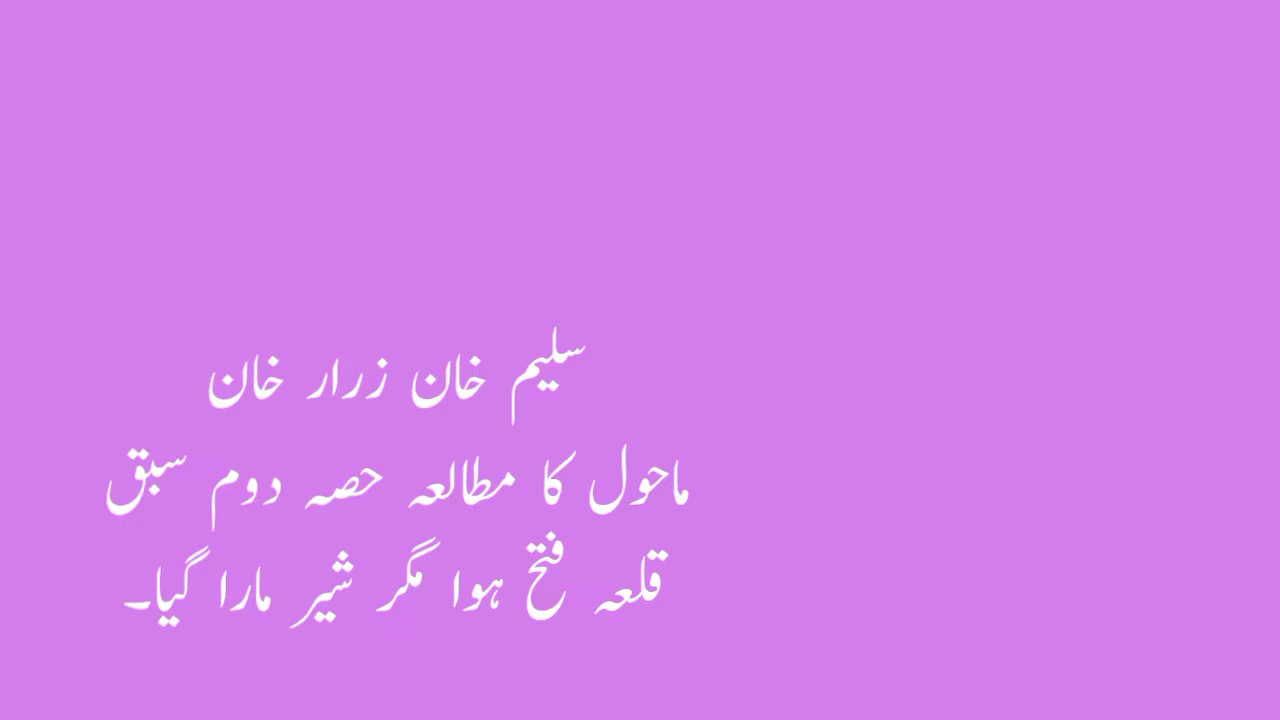 سلیم خان زرار خان
ماحول کا مطالعہ حصہ دوم سبق
قلعہ فتح ہوا مگر شیر مارا گیا۔